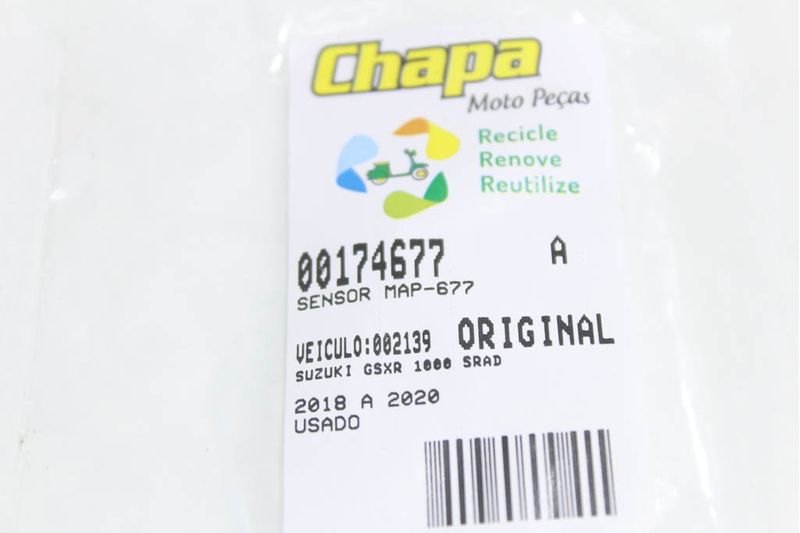 Chapa
Moto Peças
Recicle
Renove
Reutilize
00174677 A
SENSOR MAP-677
VEICULO:002139 ORIGINAL
SUZUKI GSXR 1000 SRAD
2018 A 2020
USADO